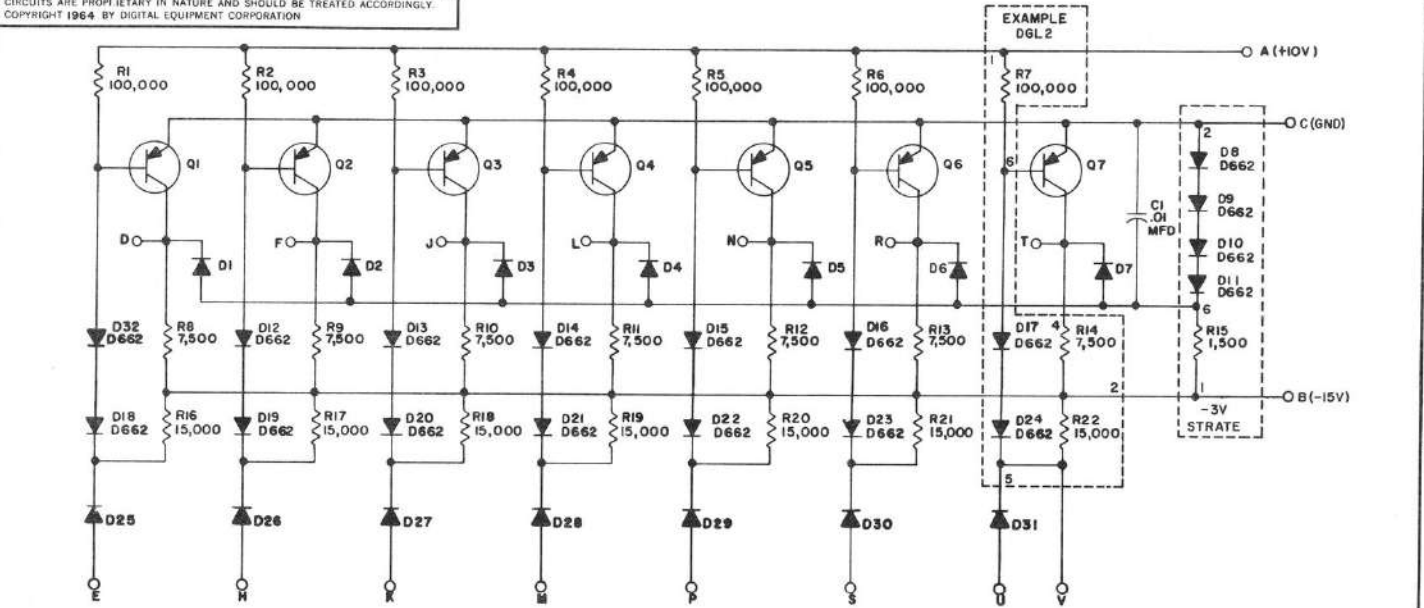 CIRCUITS ARE PROPRIETARY IN NATURE AND SHOULD BE TREATED ACCORDINGLY.
COPYRIGHT 1964 BY DIGITAL EQUIPMENT CORPORATION
EXAMPLE
DGL2
1
A (+10V)
R1
100,000
R2
100,000
R3
100,000
R4
100,000
R5
100,000
R6
100,000
R7
100,000
C (GND)
2
Q1
Q2
Q3
Q4
Q5
Q6
6
Q7
C1
.01
MFD
D8
D662
D9
D662
D10
D662
D11
D662
6
D
F
J
L
N
R
T
D1
D2
D3
D4
D5
D6
D7
D32
D662
R8
7,500
D12
D662
R9
7,500
D13
D662
R10
7,500
D14
D662
R11
7,500
D15
D662
R12
7,500
D16
D662
R13
7,500
D17
D662
4
R14
7,500
R15
1,500
2
1
B (-15V)
D18
D662
R16
15,000
D19
D662
R17
15,000
D20
D662
R18
15,000
D21
D662
R19
15,000
D22
D662
R20
15,000
D23
D662
R21
15,000
D24
D662
R22
15,000
-3V
STRATE
5
D25
D26
D27
D28
D29
D30
D31
E
H
K
M
P
S
U
V